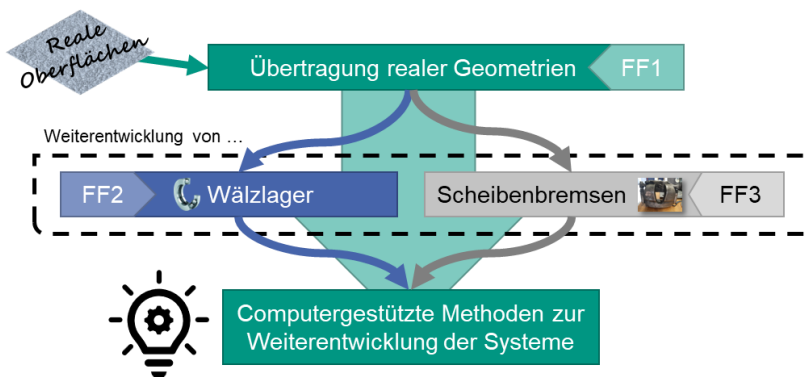 Reale
Oberflächen
Übertragung realer Geometrien
FF1
Weiterentwicklung von ...
FF2
Wälzlager
Scheibenbremsen
FF3
Computergestützte Methoden zur
Weiterentwicklung der Systeme